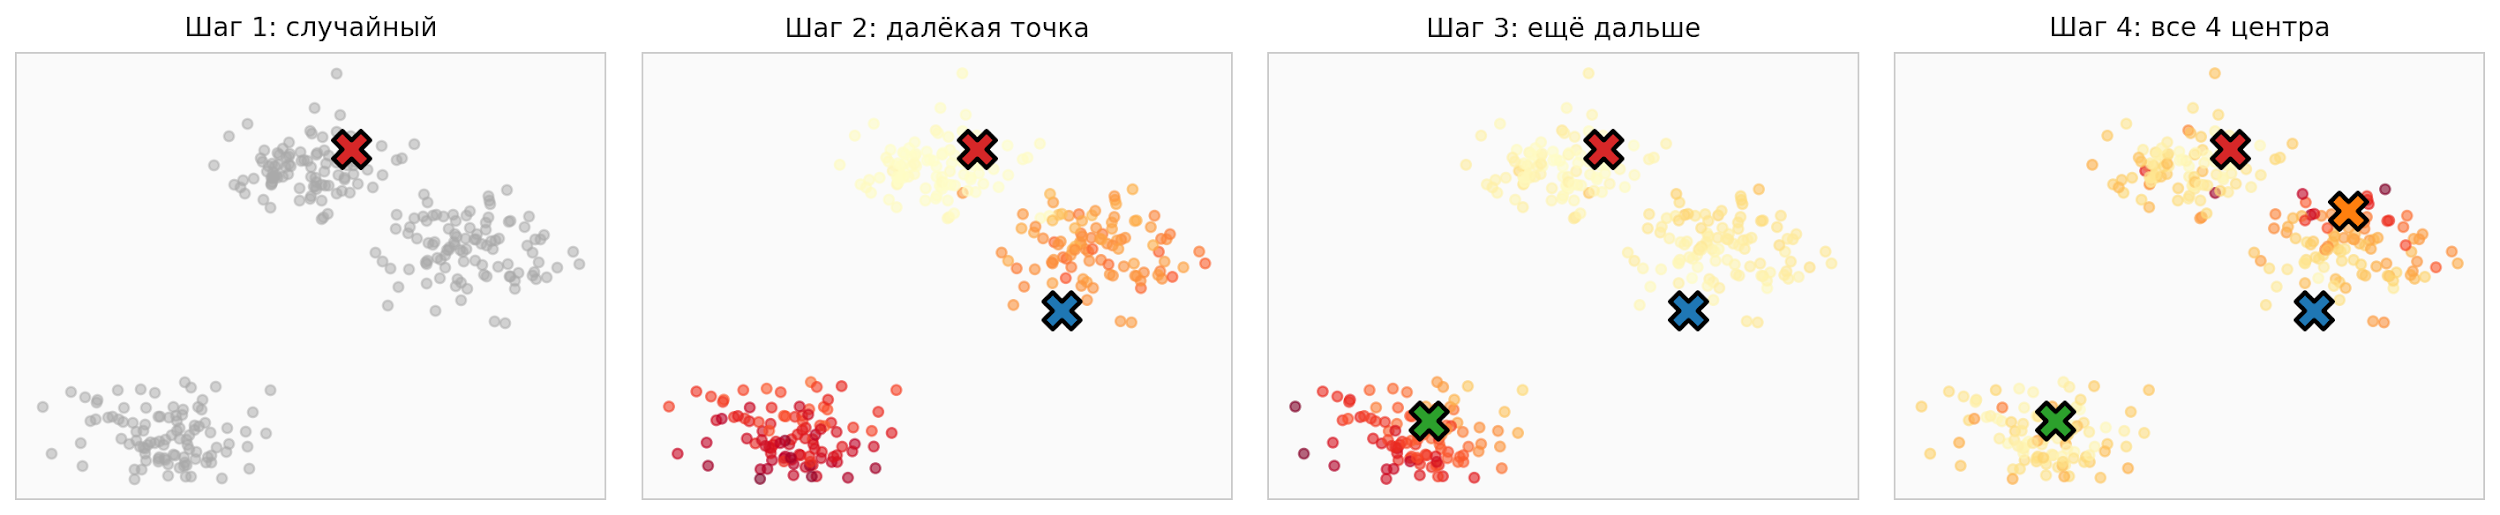 Шаг 1: случайный
Шаг 2: далёкая точка
Шаг 3: ещё дальше
Шаг 4: все 4 центра